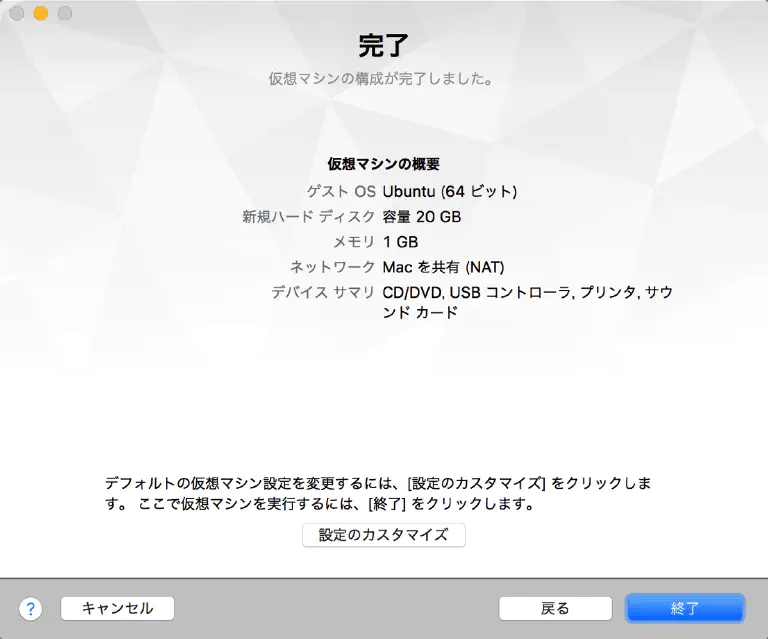 完了
仮想マシンの構成が完了しました。
仮想マシンの概要
ゲスト OS Ubuntu (64 ビット)
新規ハード ディスク 容量 20 GB
メモリ 1 GB
ネットワーク Mac を共有 (NAT)
デバイス サマリ CD/DVD, USB コントローラ, プリンタ, サウ
ンド カード
デフォルトの仮想マシン設定を変更するには、[設定のカスタマイズ] をクリックしま
す。 ここで仮想マシンを実行するには、[終了] をクリックします。
設定のカスタマイズ
? キャンセル 戻る 終了